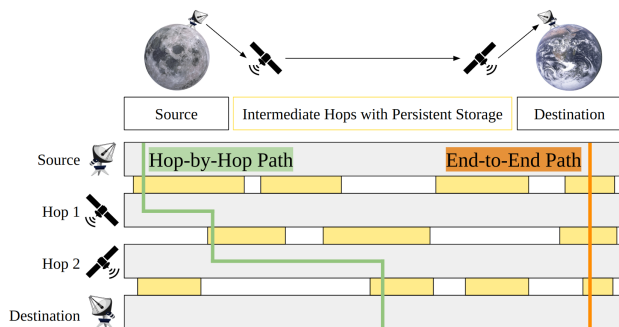 Source
Intermediate Hops with Persistent Storage
Destination
Source
Hop-by-Hop Path
End-to-End Path
Hop 1
Hop 2
Destination